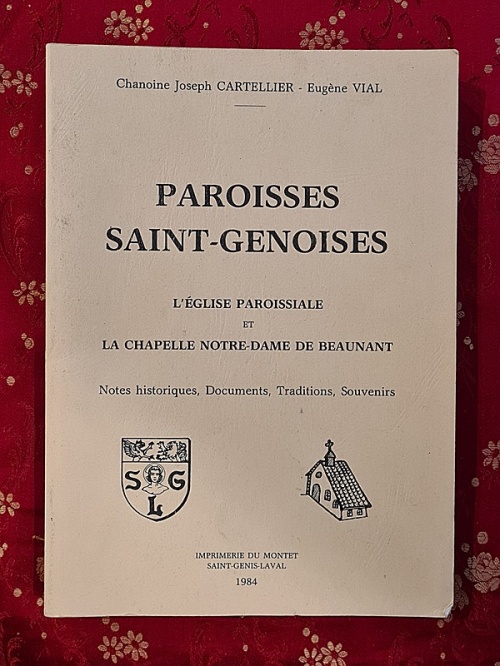 Chanoine Joseph CARTELLIER - Eugène VIAL
PAROISSES
SAINT-GENOISES
L'ÉGLISE PAROISSIALE
ET
LA CHAPELLE NOTRE-DAME DE BEAUNANT
Notes historiques, Documents, Traditions, Souvenirs
S G
L
IMPRIMERIE DU MONTET
SAINT-GENIS-LAVAL
1984